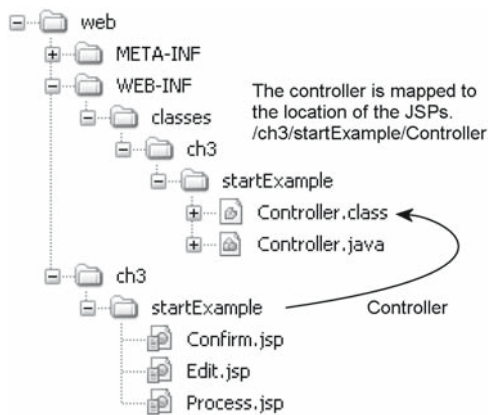 web
META-INF
WEB-INF
The controller is mapped to
the location of the JSPs.
/ch3/startExample/Controller
classes
ch3
startExample
Controller.class
Controller.java
ch3
startExample
Controller
Confirm.jsp
Edit.jsp
Process.jsp